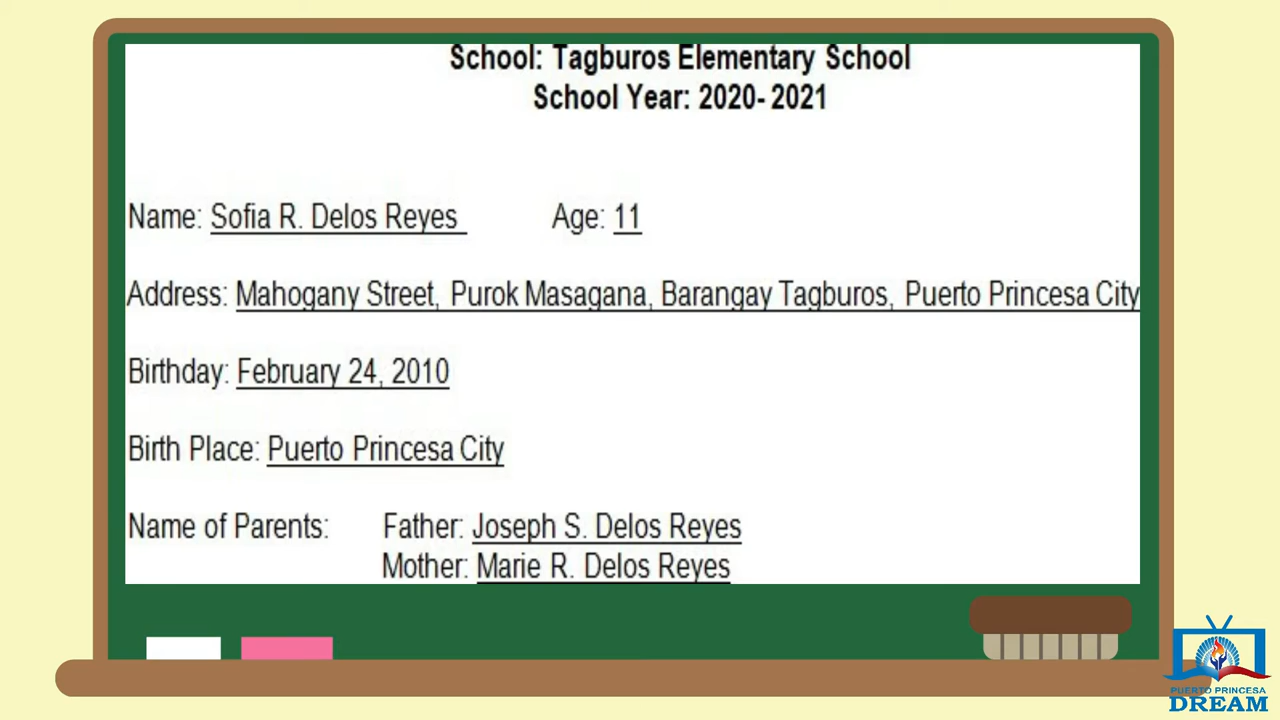 School: Tagburos Elementary School
School Year: 2020- 2021
Name: Sofia R. Delos Reyes Age: 11
Address: Mahogany Street, Purok Masagana, Barangay Tagburos, Puerto Princesa City
Birthday: February 24, 2010
Birth Place: Puerto Princesa City
Name of Parents: Father: Joseph S. Delos Reyes
Mother: Marie R. Delos Reyes
PUERTO PRINCESA
DREAM